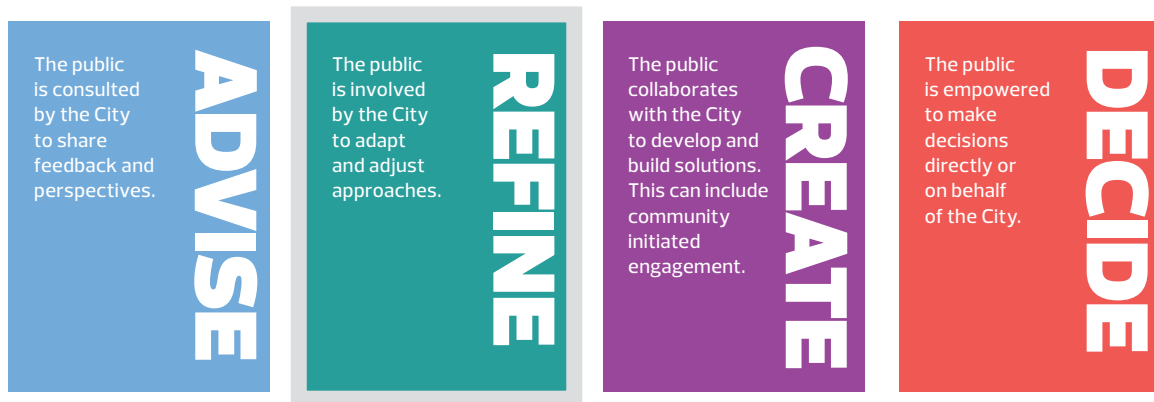 The public
is consulted
by the City
to share
feedback and
perspectives.
ADVISE
The public
is involved
by the City
to adapt
and adjust
approaches.
REFINE
The public
collaborates
with the City
to develop and
build solutions.
This can include
community
initiated
engagement.
CREATE
The public
is empowered
to make
decisions
directly or
on behalf
of the City.
DECIDE